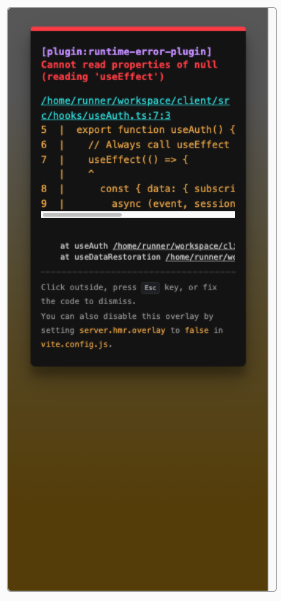 [plugin:runtime-error-plugin]
Cannot read properties of null
(reading 'useEffect')
/home/runner/workspace/client/sr
c/hooks/useAuth.ts:7:3
5  |  export function useAuth() {
6  |    // Always call useEffect
7  |    useEffect(() => {
   |    ^
8  |      const { data: { subscri
9  |        async (event, session
at useAuth /home/runner/workspace/cli
at useDataRestoration /home/runner/wo
Click outside, press Esc key, or fix
the code to dismiss.
You can also disable this overlay by
setting server.hmr.overlay to false in
vite.config.js.